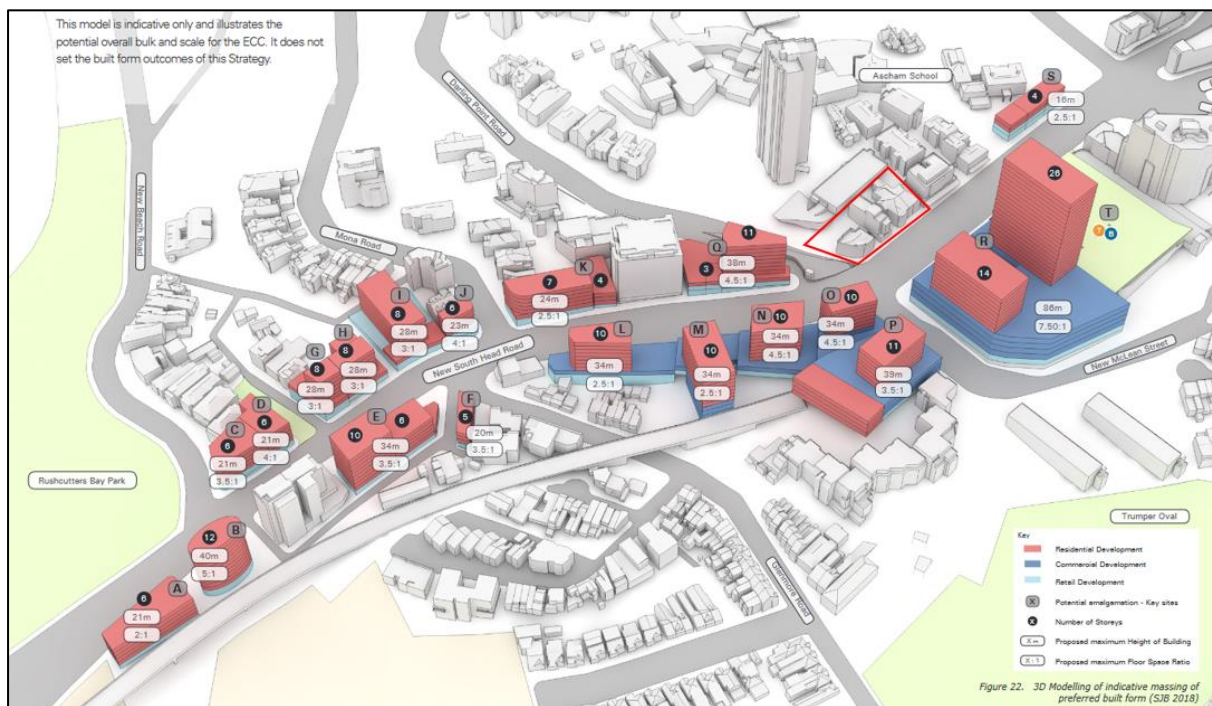 This model is indicative only and illustrates the
potential overall bulk and scale for the ECC. It does not
set the built form outcomes of this Strategy.
Ascham School
S
4
16m
2.5:1
Darling Point Road
New Beach Road
26
T
T
B
Mona Road
11
Q
3
38m
4.5:1
R
14
86m
7.50:1
K
7
4
24m
2.5:1
I
8
28m
3:1
J
6
23m
4:1
O
10
34m
4.5:1
N
10
34m
4.5:1
P
11
39m
3.5:1
L
10
34m
2.5:1
M
10
34m
2.5:1
New McLean Street
H
8
28m
3:1
G
8
28m
3:1
New South Head Road
D
6
21m
4:1
C
6
21m
3.5:1
E
10
6
34m
3.5:1
F
5
20m
3.5:1
Rushcutters Bay Park
B
12
40m
5:1
A
6
21m
2:1
Glenmore Road
Trumper Oval
Key
Residential Development
Commercial Development
Retail Development
X Potential amalgamation - Key sites
X Number of Storeys
X m Proposed maximum Height of Building
X : 1 Proposed maximum Floor Space Ratio
Figure 22. 3D Modelling of indicative massing of
preferred built form (SJB 2018)